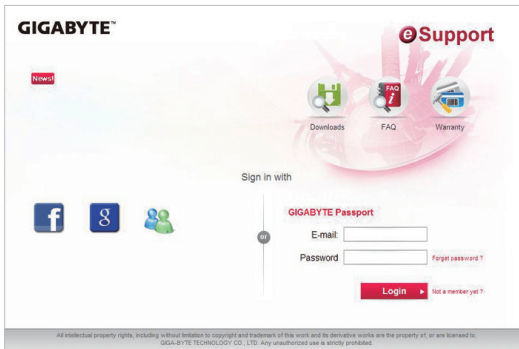 GIGABYTE™
eSupport
News!
FAQ
Downloads
FAQ
Warranty
Sign in with
f
g
or
GIGABYTE Passport
E-mail:
Password
Forget password ?
Login
Not a member yet ?
All intellectual property rights, including without limitation to copyright and trademark of this work and its derivative works are the property of, or are licensed to,
GIGA-BYTE TECHNOLOGY CO., LTD. Any unauthorized use is strictly prohibited.